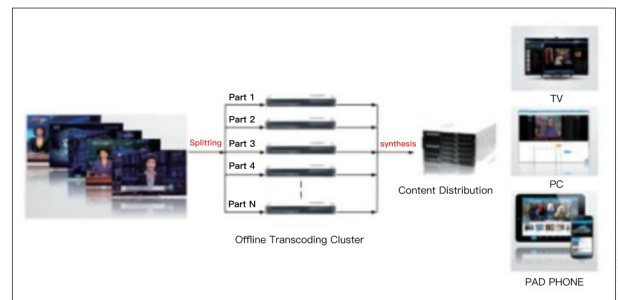 Splitting
Part 1
Part 2
Part 3
Part 4
Part N
Offline Transcoding Cluster
synthesis
Content Distribution
TV
PC
PAD PHONE